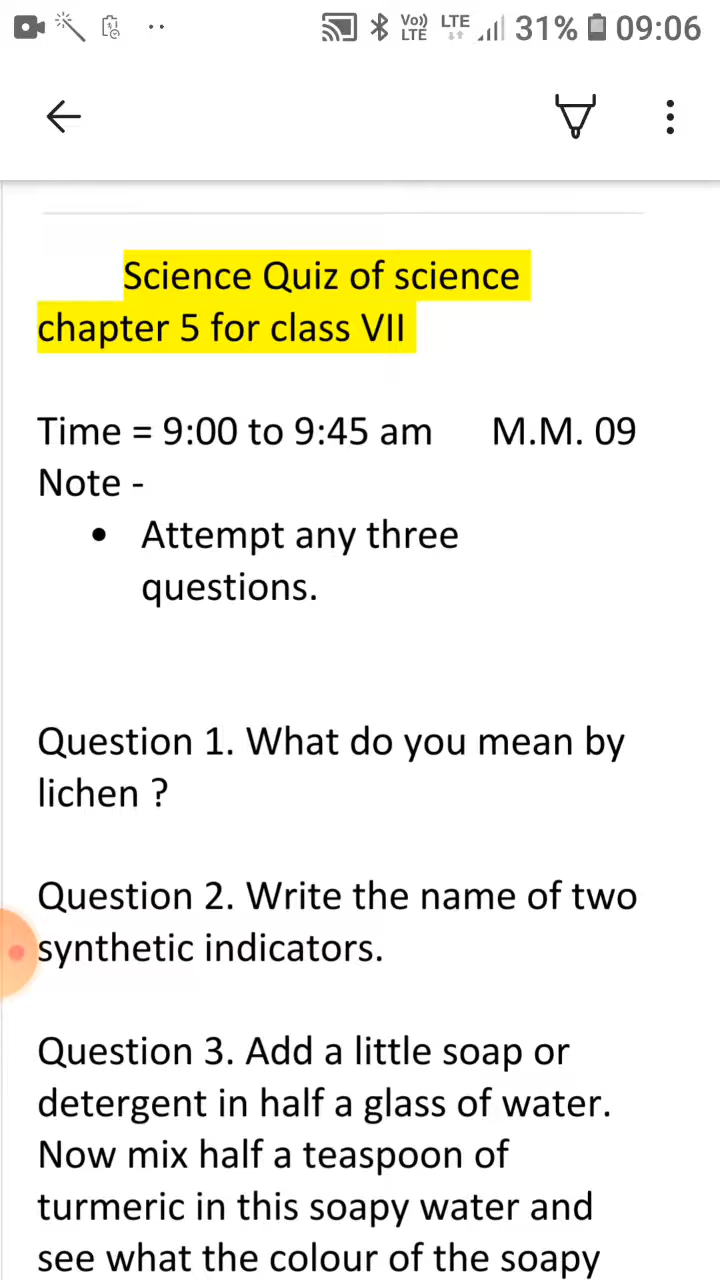 Vo)) LTE LTE 31% 09:06
Science Quiz of science
chapter 5 for class VII
Time = 9:00 to 9:45 am M.M. 09
Note -
• Attempt any three
questions.
Question 1. What do you mean by
lichen ?
Question 2. Write the name of two
synthetic indicators.
Question 3. Add a little soap or
detergent in half a glass of water.
Now mix half a teaspoon of
turmeric in this soapy water and
see what the colour of the soapy